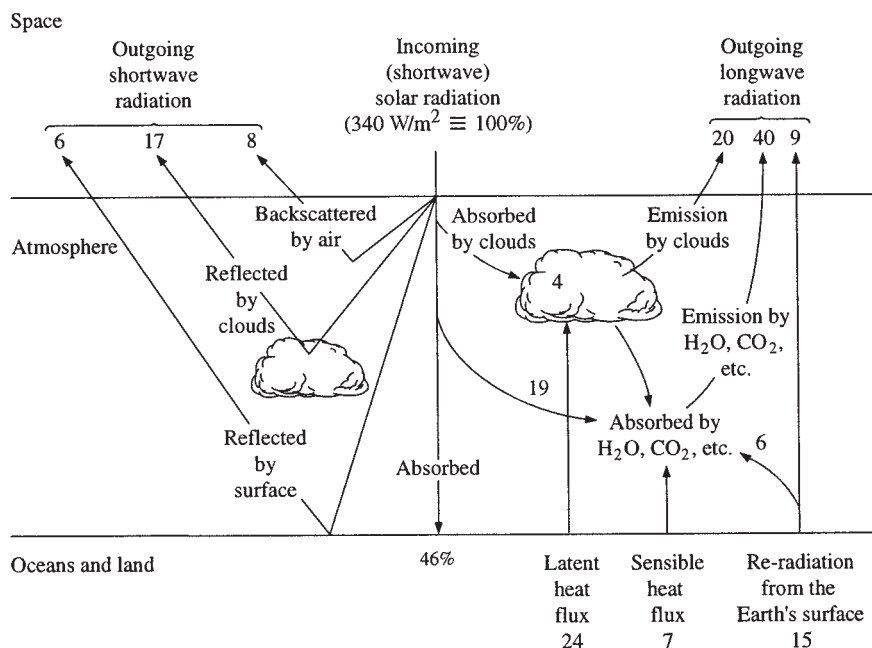 Space
Outgoing
shortwave
radiation
6 17 8
Incoming
(shortwave)
solar radiation
(340 W/m² ≡ 100%)
Outgoing
longwave
radiation
20 40 9
Atmosphere
Backscattered
by air
Reflected
by
clouds
Reflected
by
surface
Absorbed
by clouds
4
Emission
by clouds
Emission by
H₂O, CO₂,
etc.
19
Absorbed by
H₂O, CO₂, etc.
6
Absorbed
Oceans and land
46%
Latent
heat
flux
24
Sensible
heat
flux
7
Re-radiation
from the
Earth's surface
15